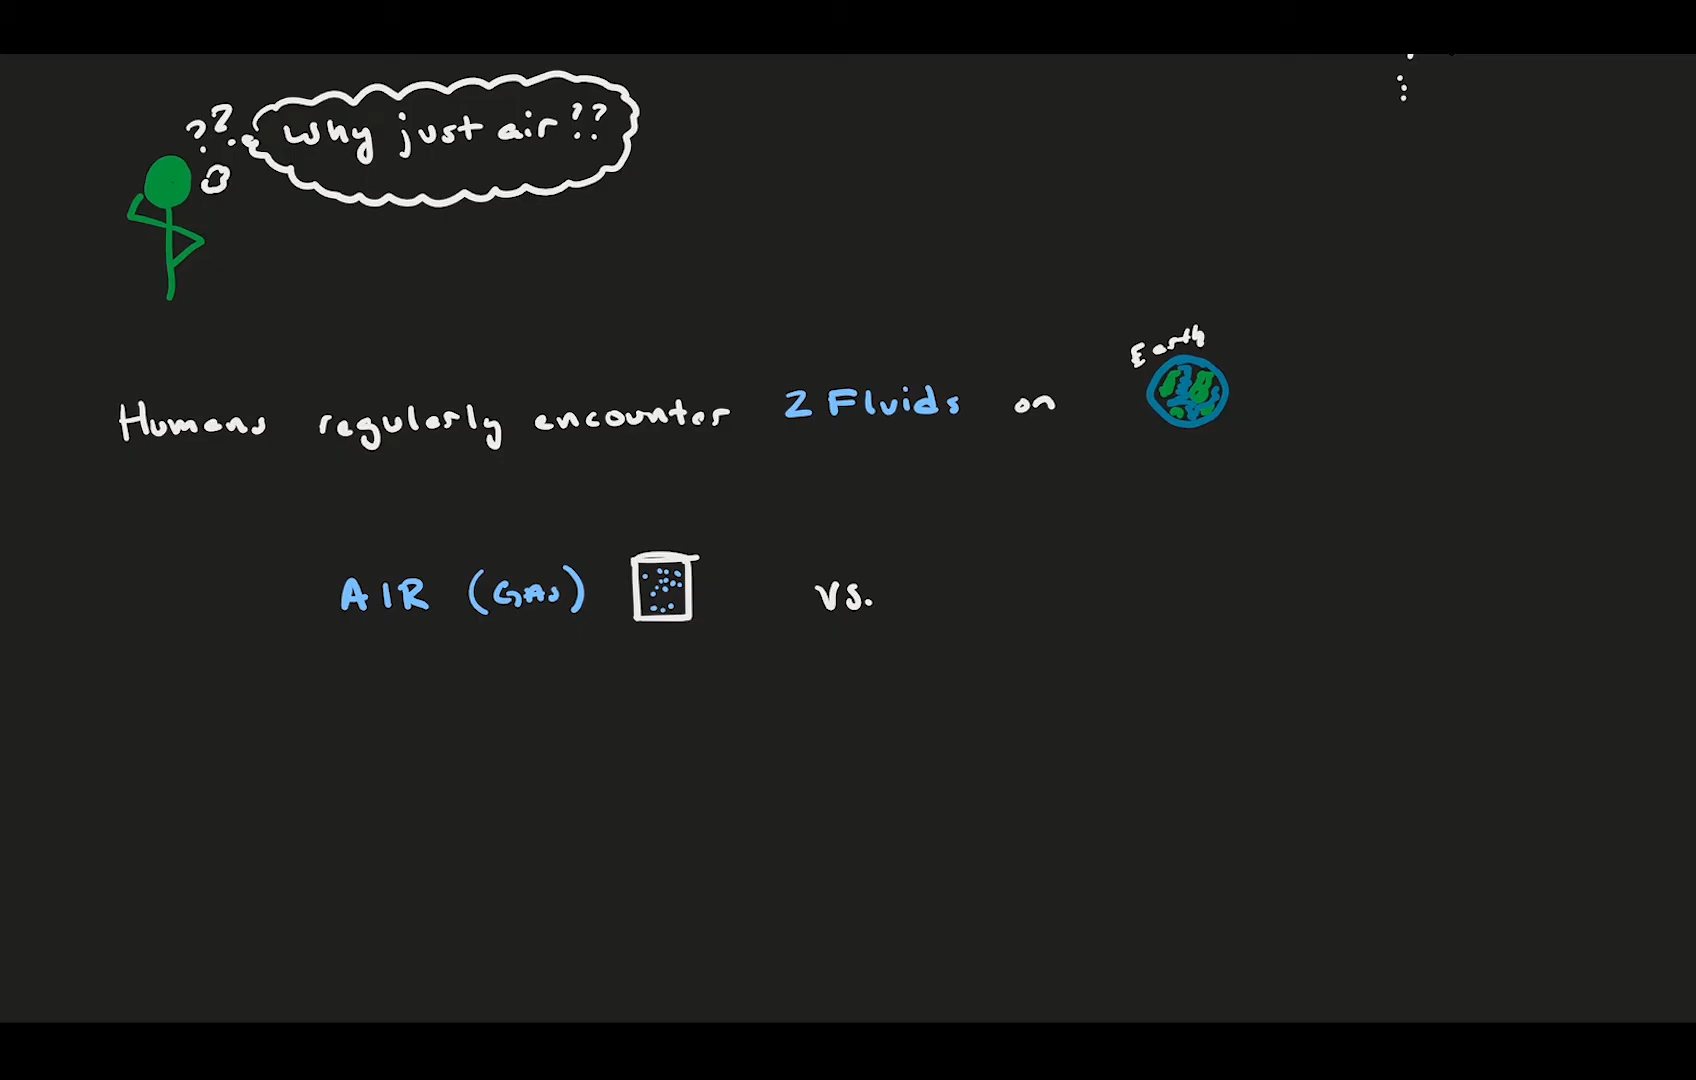 ??
Why just air??
Earth
Humans regularly encounter 2 Fluids on
AIR (GAS) vs.